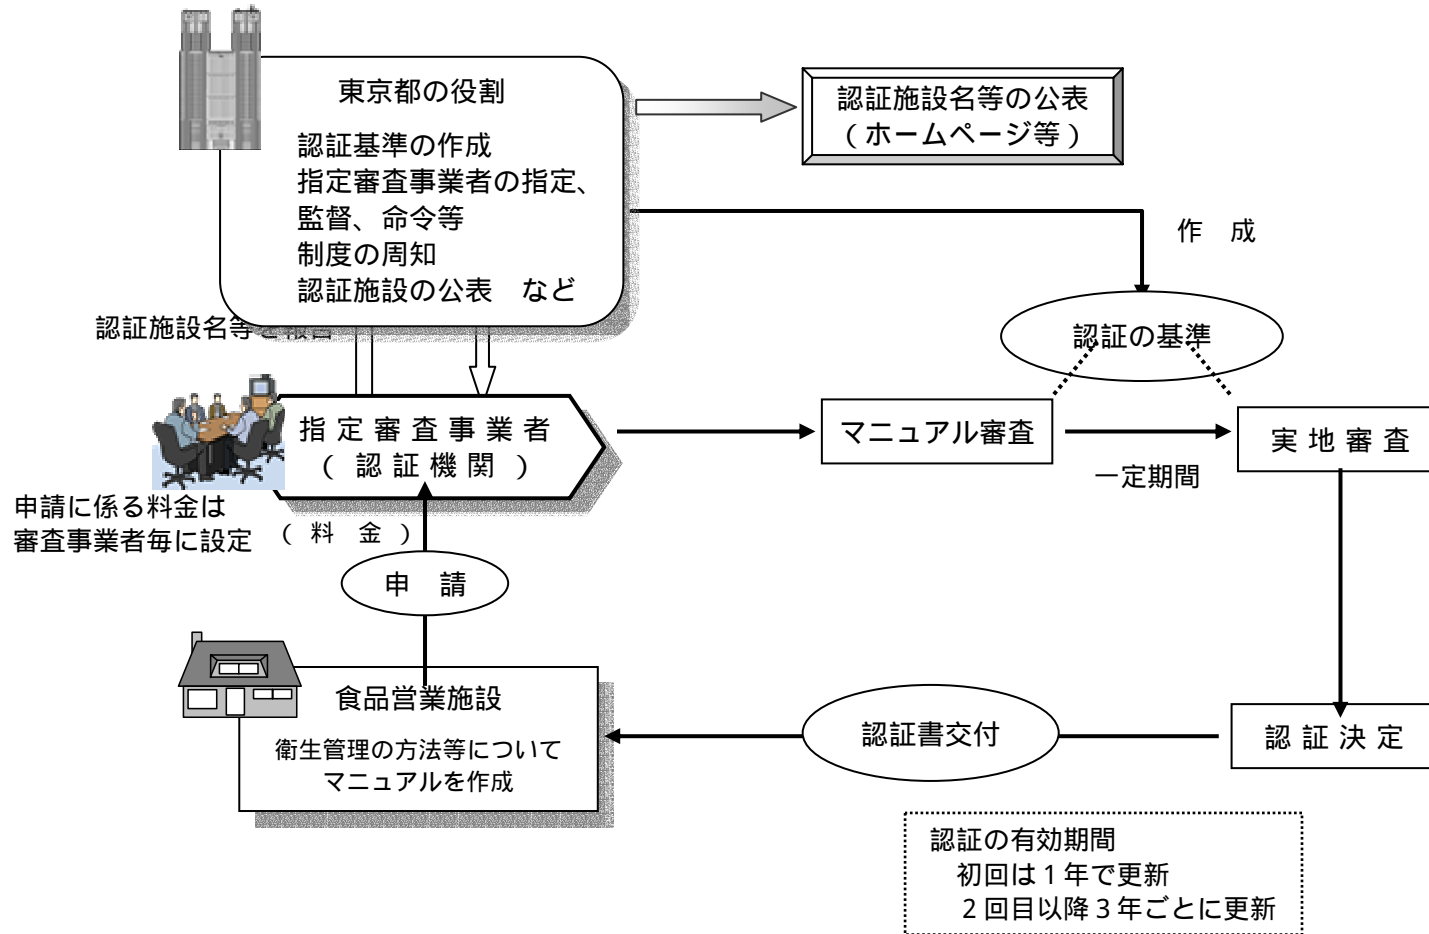 東京都の役割
認証基準の作成
指定審査事業者の指定、
監督、命令等
制度の周知
認証施設の公表　など
認証施設名等の公表
（ホームページ等）
作　成
認証の基準
認証施設名等を報告
指定審査事業者
（認証機関）
マニュアル審査
一定期間
実地審査
申請に係る料金は
審査事業者毎に設定
（料　金）
申　請
食品営業施設
衛生管理の方法等について
マニュアルを作成
認証書交付
認証決定
認証の有効期間
初回は１年で更新
２回目以降３年ごとに更新